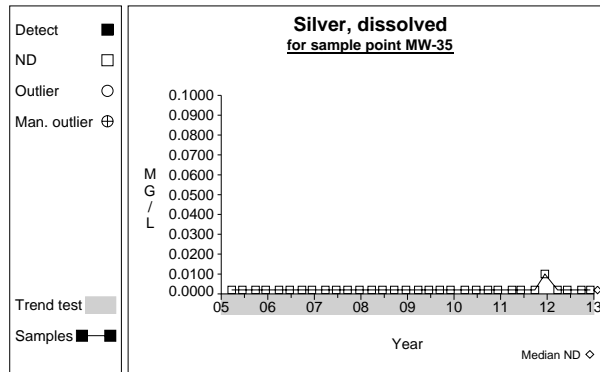 Detect
ND
Outlier
Man. outlier
Trend test
Samples
Silver, dissolved
for sample point MW-35
0.1000
0.0900
0.0800
0.0700
0.0600
0.0500
0.0400
0.0300
0.0200
0.0100
0.0000
M
G
/
L
05 06 07 08 09 10 11 12 13
Year
Median ND